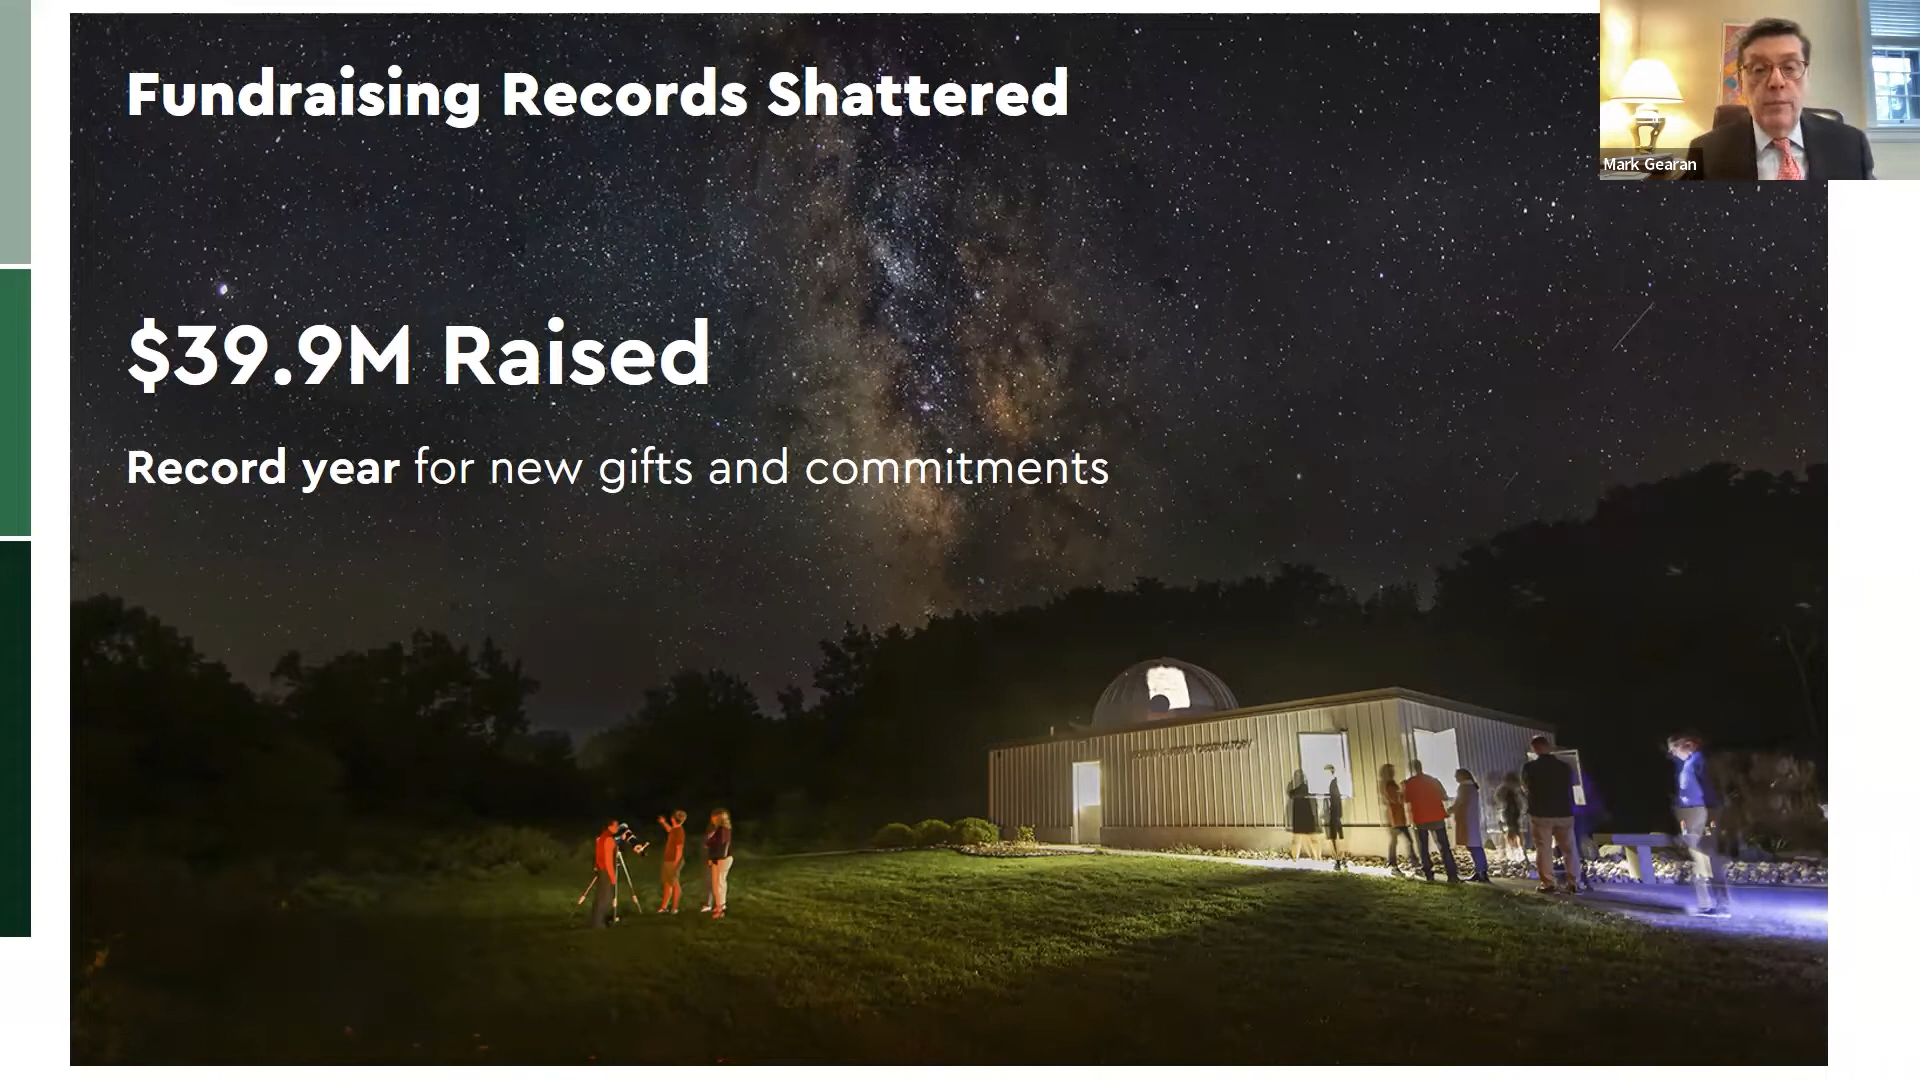 Fundraising Records Shattered
Mark Gearan
$39.9M Raised
Record year for new gifts and commitments